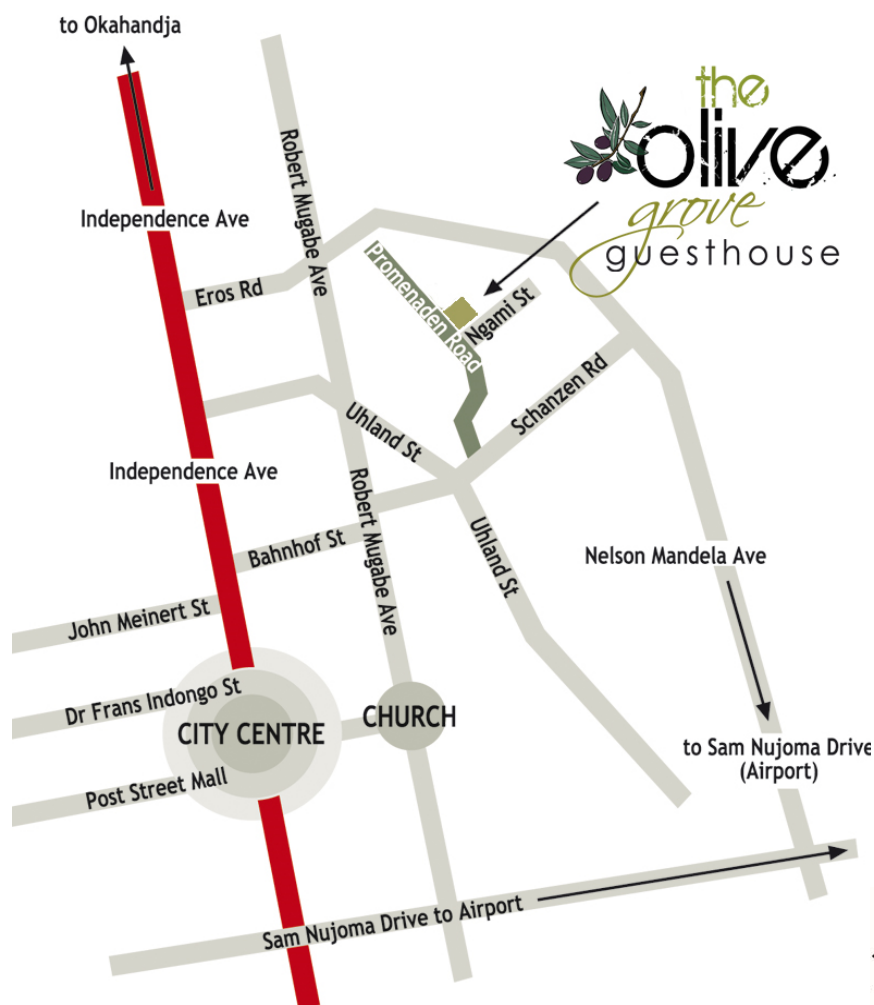 to Okahandja
the
olive
grove
guesthouse
Robert Mugabe Ave
Independence Ave
Eros Rd
Promenaden Road
Ngami St
Schanzen Rd
Uhland St
Independence Ave
Robert Mugabe Ave
Bahnhof St
Uhland St
Nelson Mandela Ave
John Meinert St
Dr Frans Indongo St
CITY CENTRE
CHURCH
to Sam Nujoma Drive
(Airport)
Post Street Mall
Sam Nujoma Drive to Airport